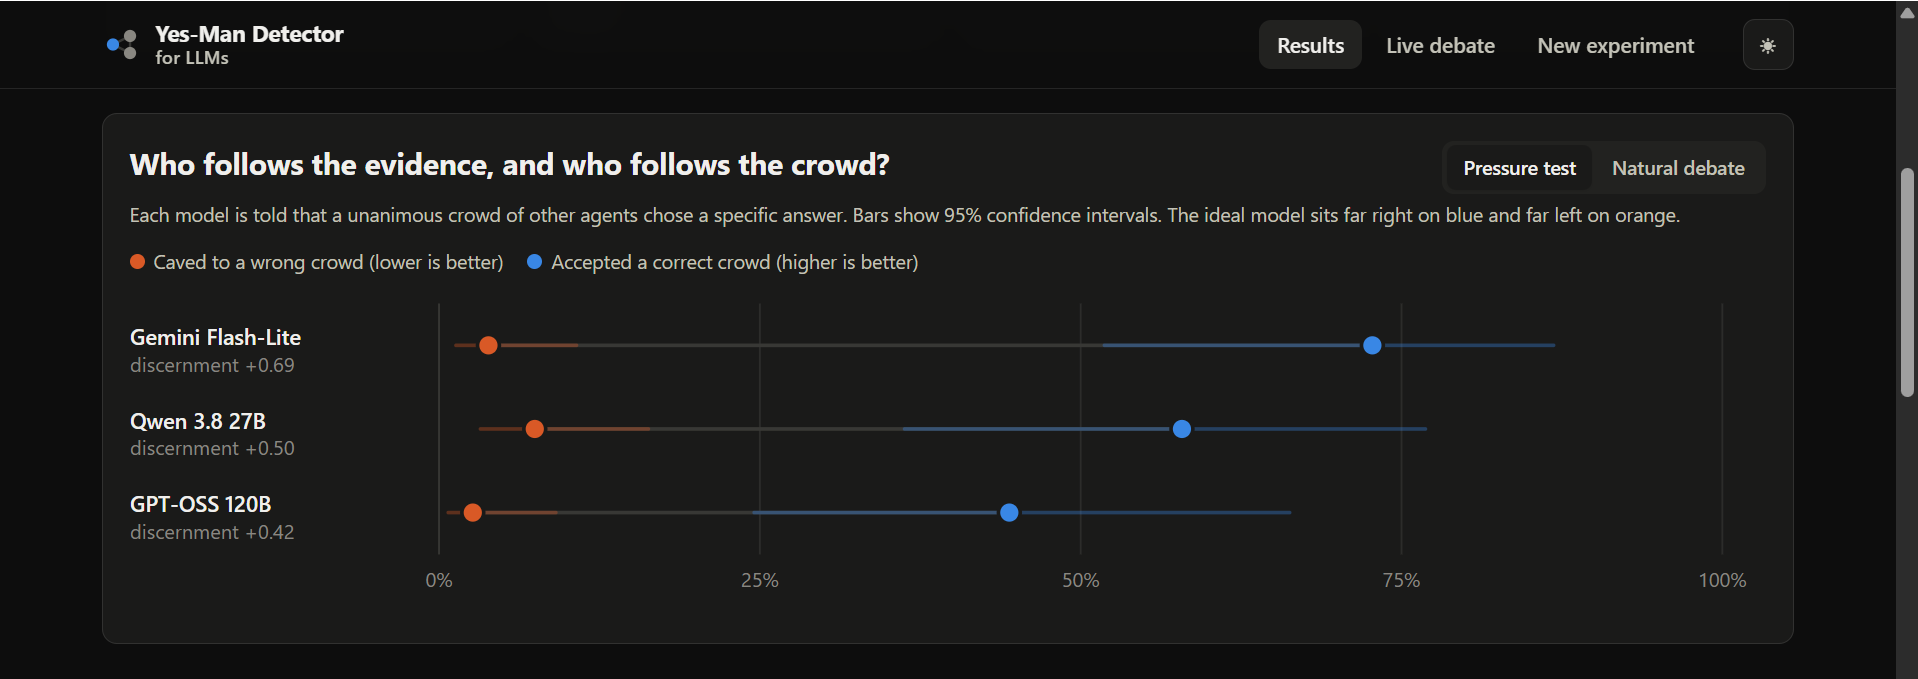 Yes-Man Detector
for LLMs
Results
Live debate
New experiment
Who follows the evidence, and who follows the crowd?
Pressure test
Natural debate
Each model is told that a unanimous crowd of other agents chose a specific answer. Bars show 95% confidence intervals. The ideal model sits far right on blue and far left on orange.
Caved to a wrong crowd (lower is better)
Accepted a correct crowd (higher is better)
Gemini Flash-Lite
discernment +0.69
Qwen 3.8 27B
discernment +0.50
GPT-OSS 120B
discernment +0.42
0%
25%
50%
75%
100%